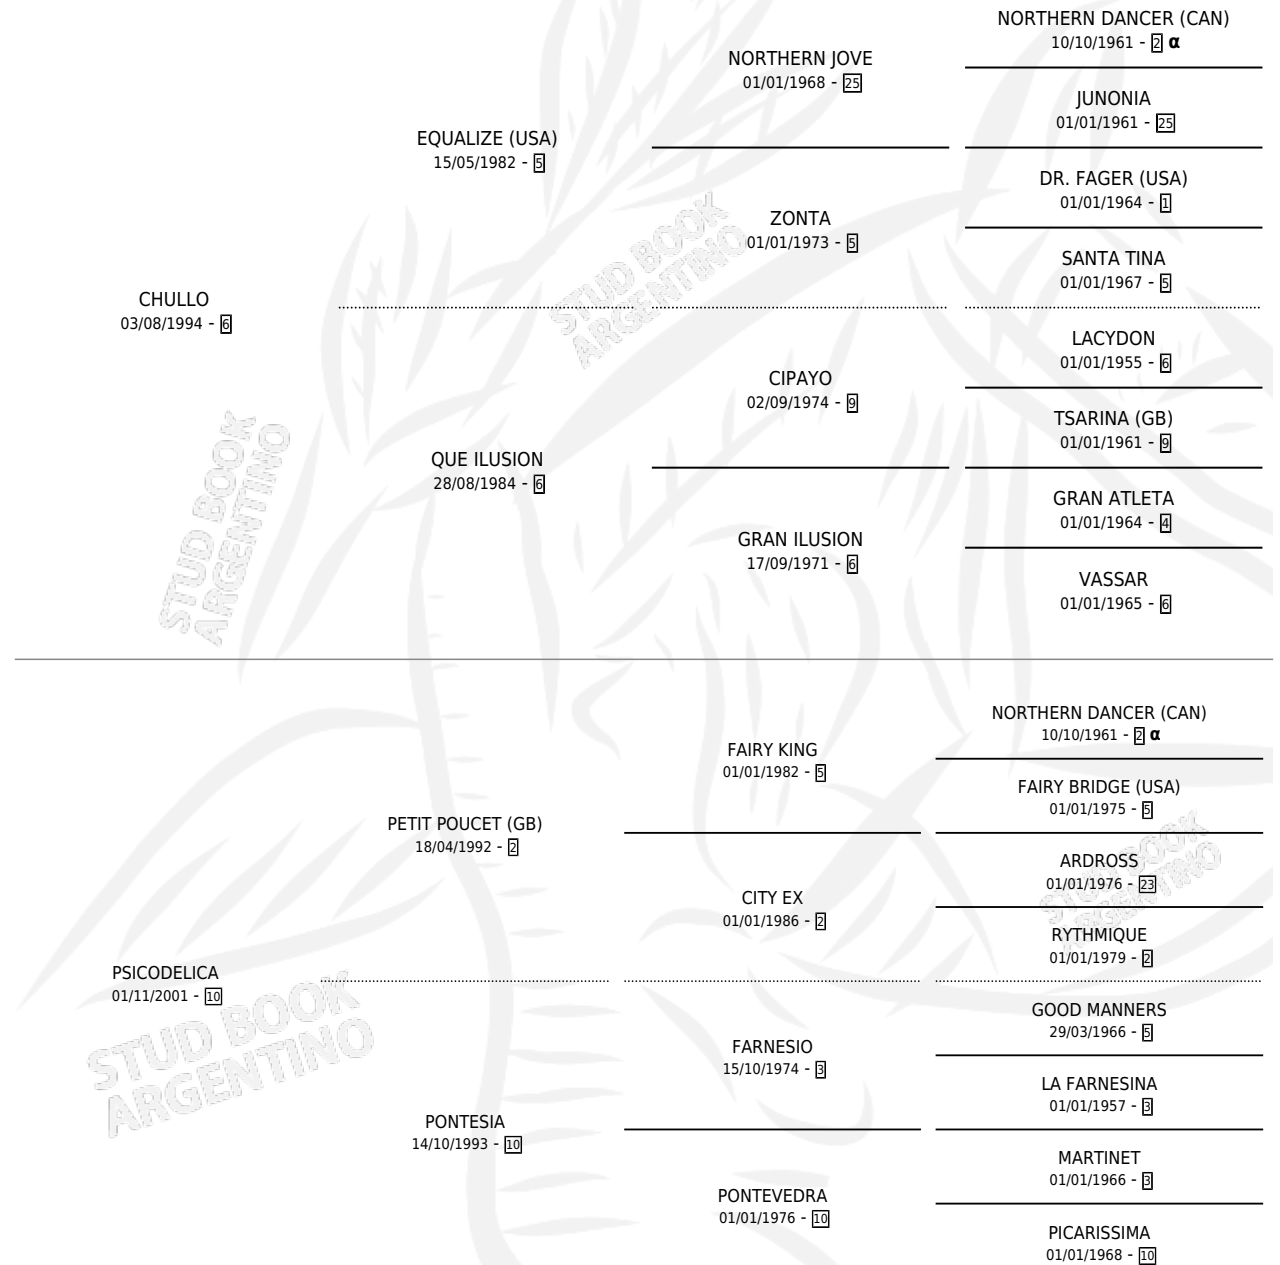 NORTHERN DANCER (CAN)
10/10/1961 - 2 α
NORTHERN JOVE
01/01/1968 - 25
JUNONIA
01/01/1961 - 25
EQUALIZE (USA)
15/05/1982 - 5
DR. FAGER (USA)
01/01/1964 - 1
ZONTA
01/01/1973 - 5
SANTA TINA
01/01/1967 - 5
CHULLO
03/08/1994 - 6
LACYDON
01/01/1955 - 6
CIPAYO
02/09/1974 - 9
TSARINA (GB)
01/01/1961 - 9
QUE ILUSION
28/08/1984 - 6
GRAN ATLETA
01/01/1964 - 4
GRAN ILUSION
17/09/1971 - 6
VASSAR
01/01/1965 - 6
NORTHERN DANCER (CAN)
10/10/1961 - 2 α
FAIRY KING
01/01/1982 - 5
FAIRY BRIDGE (USA)
01/01/1975 - 5
PETIT POUCET (GB)
18/04/1992 - 2
ARDROSS
01/01/1976 - 23
CITY EX
01/01/1986 - 2
RYTHMIQUE
01/01/1979 - 2
PSICODELICA
01/11/2001 - 10
GOOD MANNERS
29/03/1966 - 5
FARNESIO
15/10/1974 - 3
LA FARNESINA
01/01/1957 - 3
PONTESIA
14/10/1993 - 10
MARTINET
01/01/1966 - 3
PONTEVEDRA
01/01/1976 - 10
PICARISSIMA
01/01/1968 - 10
STUD BOOK
ARGENTINO
STUD BOOK
ARGENTINO
STUD BOOK
ARGENTINO
STUD BOOK
ARGENTINO